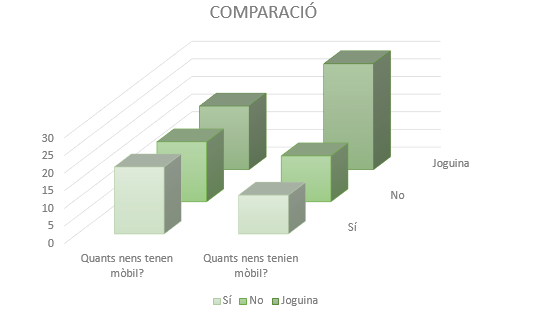 COMPARACIÓ
30
25
20
15
10
5
0
Joguina
No
Sí
Quants nens tenen
mòbil?
Quants nens tenien
mòbil?
Sí No Joguina